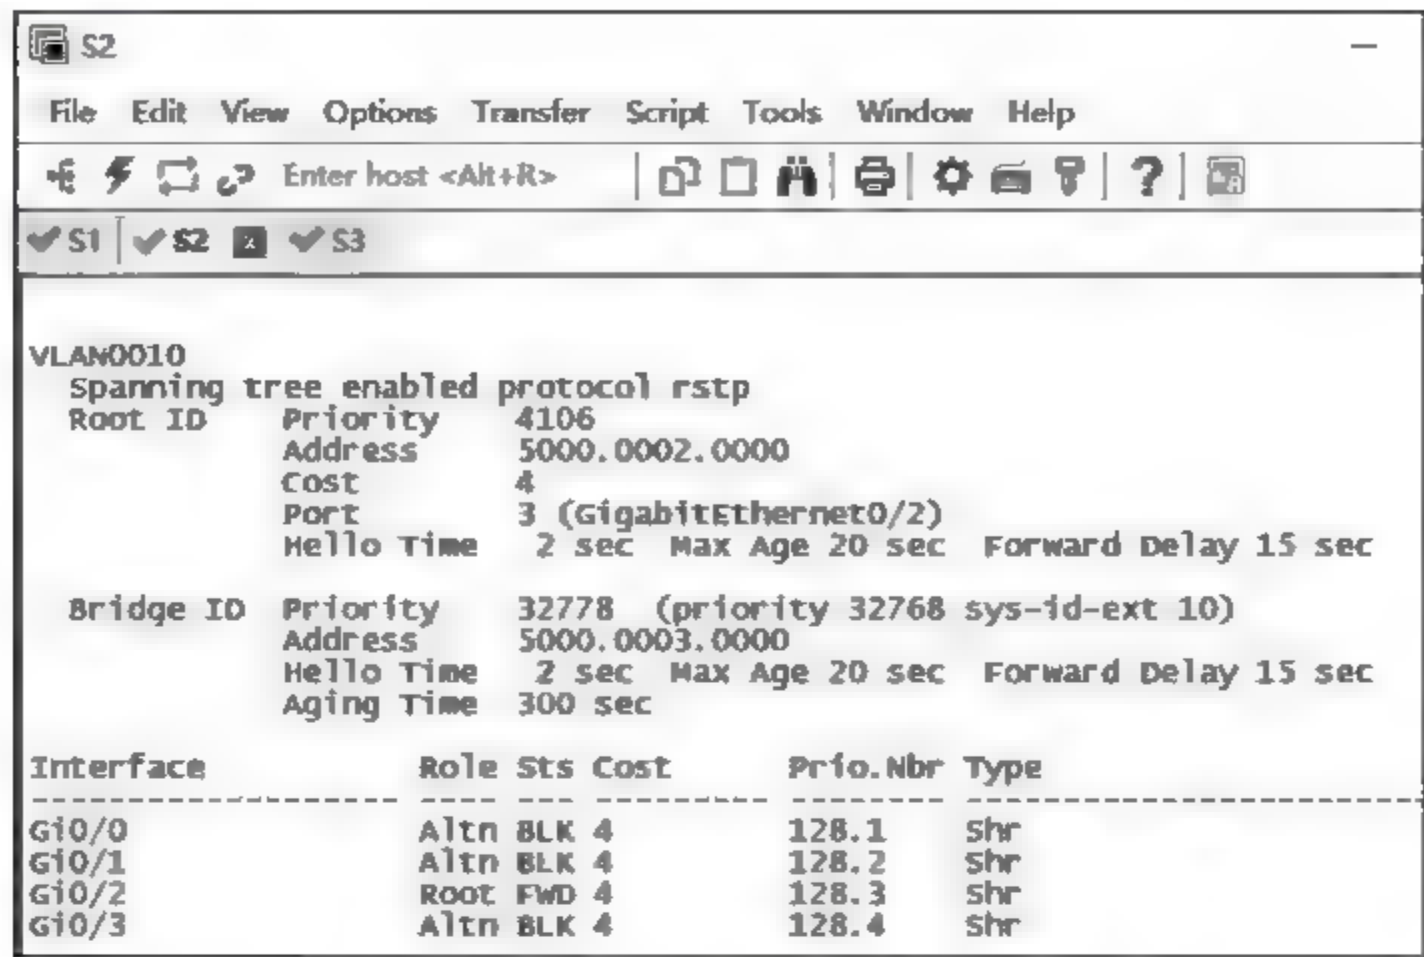 S2
File Edit View Options Transfer Script Tools Window Help
Enter host <Alt+R>
S1 S2 x S3
VLAN0010
Spanning tree enabled protocol rstp
Root ID Priority 4106
Address 5000.0002.0000
Cost 4
Port 3 (GigabitEthernet0/2)
Hello Time 2 sec Max Age 20 sec Forward Delay 15 sec
Bridge ID Priority 32778 (priority 32768 sys-id-ext 10)
Address 5000.0003.0000
Hello Time 2 sec Max Age 20 sec Forward Delay 15 sec
Aging Time 300 sec
Interface Role Sts Cost Prio.Nbr Type
Gi0/0 Altn BLK 4 128.1 Shr
Gi0/1 Altn BLK 4 128.2 Shr
Gi0/2 Root FWD 4 128.3 Shr
Gi0/3 Altn BLK 4 128.4 Shr